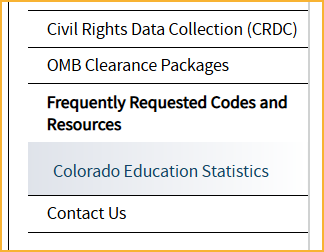 Civil Rights Data Collection (CRDC)
OMB Clearance Packages
Frequently Requested Codes and
Resources
Colorado Education Statistics
Contact Us